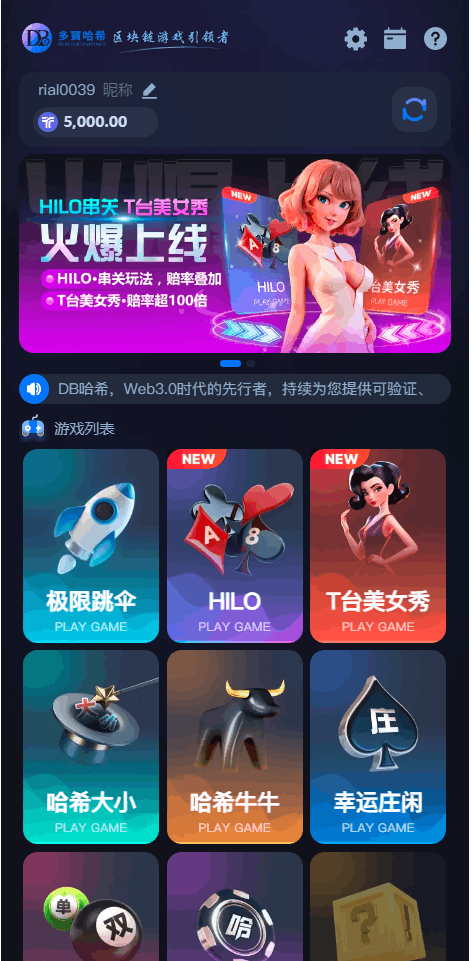 DB 多寶哈希 区块链游戏引领者
rial0039 昵称
5,000.00
HILO串关 T台美女秀
火爆上线
HILO·串关玩法，赔率叠加
T台美女秀·赔率超100倍
NEW
A 8
HILO
PLAY GAME
NEW
台美女秀
PLAY GAME
DB哈希，Web3.0时代的先行者，持续为您提供可验证、
游戏列表
极限跳伞
PLAY GAME
NEW
A 8
HILO
PLAY GAME
NEW
T台美女秀
PLAY GAME
哈希大小
PLAY GAME
哈希牛牛
PLAY GAME
庄
幸运庄闲
PLAY GAME
单 双
哈
? !